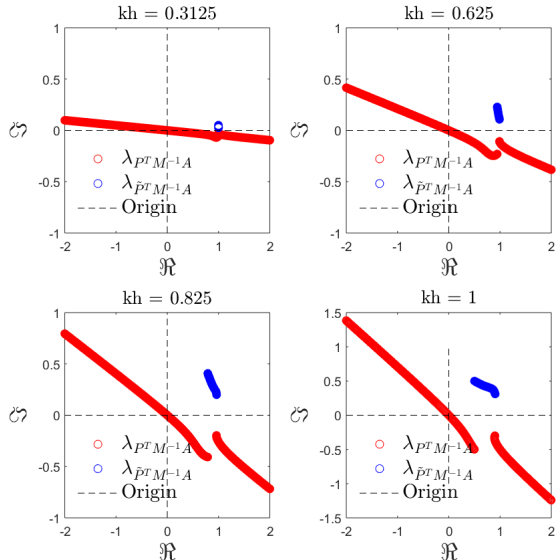 kh = 0.3125
1
0.5
0
-0.5
-1
ℑ
-2 -1 0 1 2
ℜ
λ_{P^T M^{-1} A}
λ_{P̃^T M^{-1} A}
Origin
kh = 0.625
1
0.5
0
-0.5
-1
ℑ
-2 -1 0 1 2
ℜ
λ_{P^T M^{-1} A}
λ_{P̃^T M^{-1} A}
Origin
kh = 0.825
1
0.5
0
-0.5
-1
ℑ
-2 -1 0 1 2
ℜ
λ_{P^T M^{-1} A}
λ_{P̃^T M^{-1} A}
Origin
kh = 1
1.5
1
0.5
0
-0.5
-1
-1.5
ℑ
-2 -1 0 1 2
ℜ
λ_{P^T M^{-1} A}
λ_{P̃^T M^{-1} A}
Origin